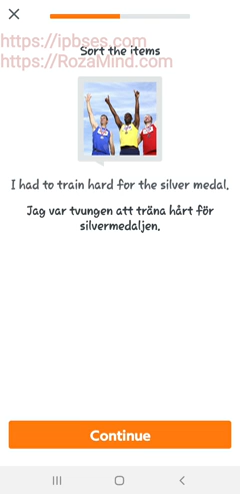 https://ipbses.com
Sort the items
https://RozaMind.com
I had to train hard for the silver medal.
Jag var tvungen att träna hårt för
silvermedaljen.
Continue